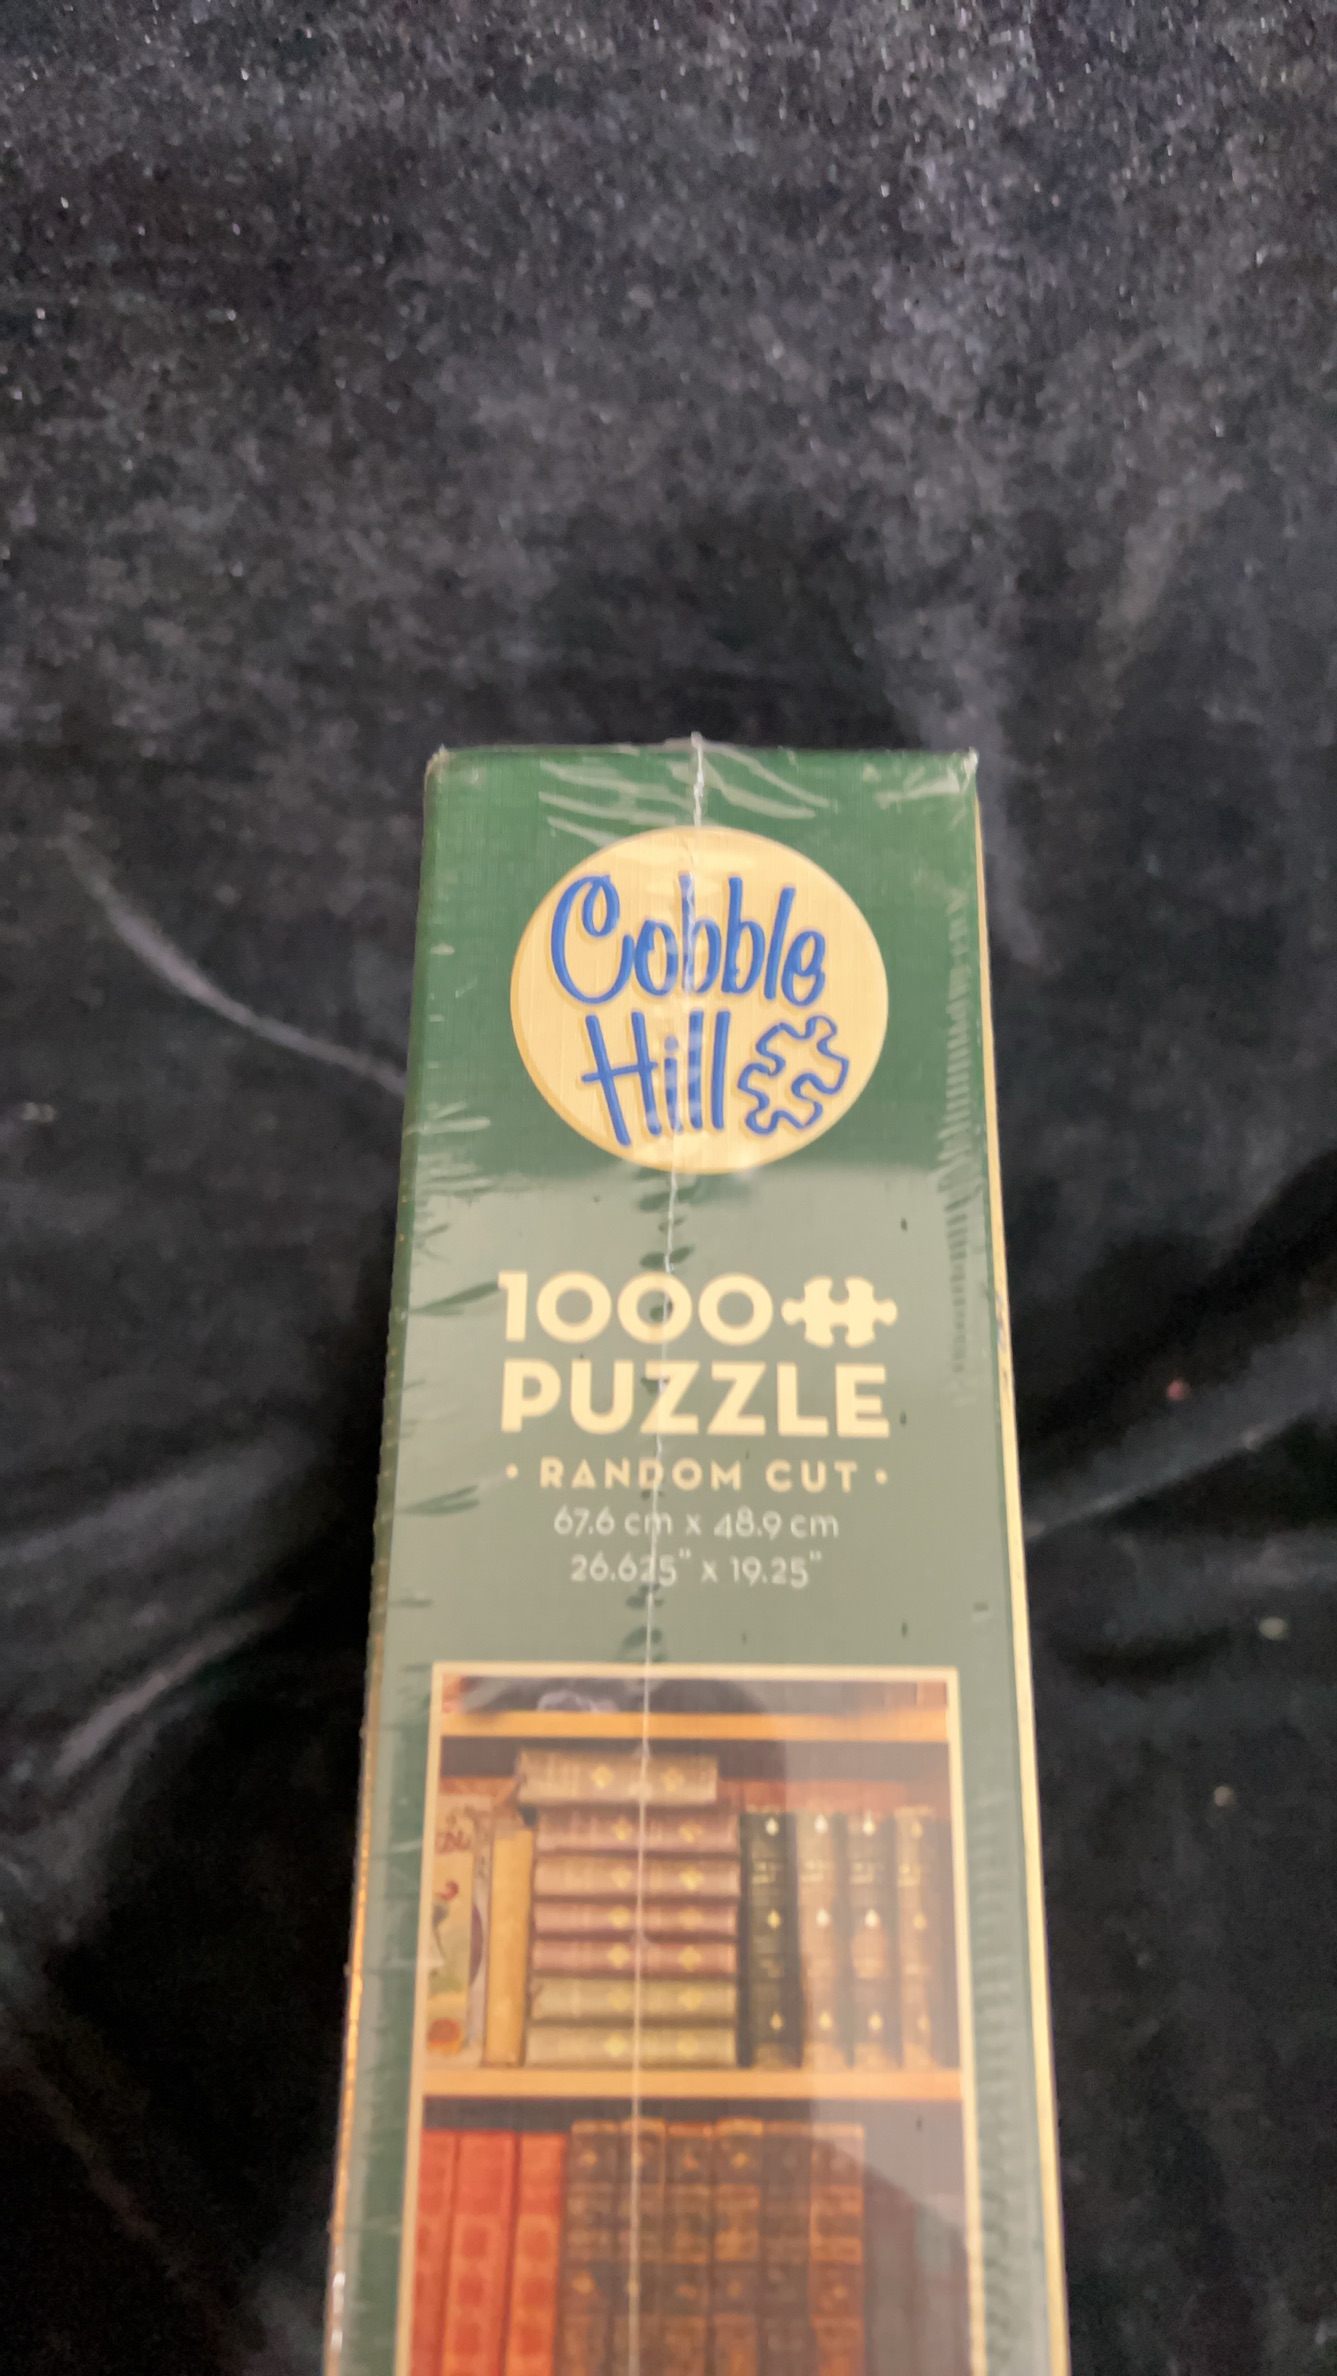 Cobble
Hill
1000
PUZZLE
• RANDOM CUT •
67.6 cm x 48.9 cm
26.625" x 19.25"